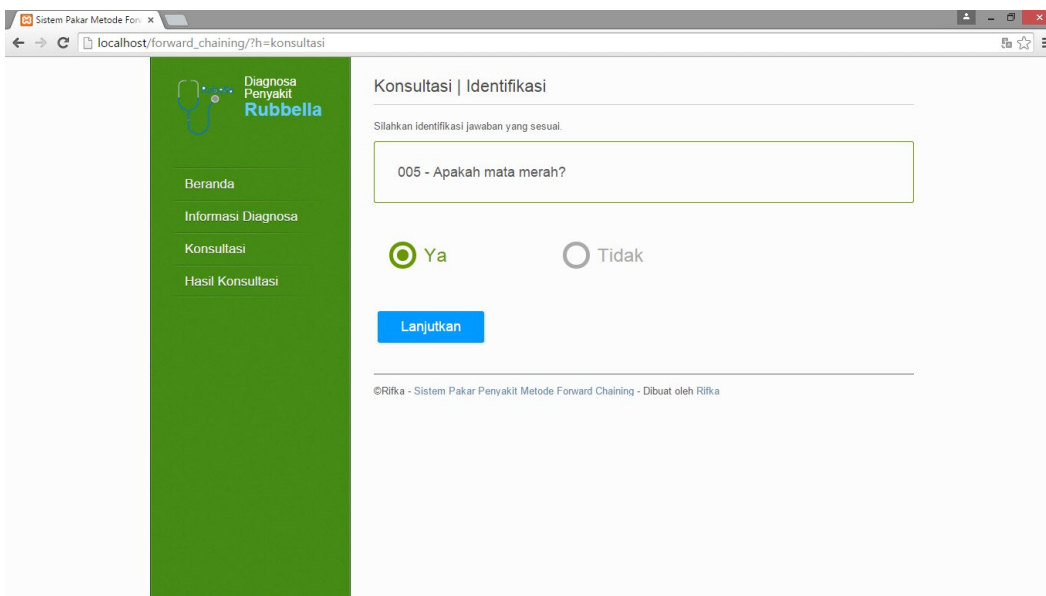 Sistem Pakar Metode For
localhost/forward_chaining/?h=konsultasi
Diagnosa
Penyakit
Rubbella
Beranda
Informasi Diagnosa
Konsultasi
Hasil Konsultasi
Konsultasi | Identifikasi
Silahkan identifikasi jawaban yang sesuai.
005 - Apakah mata merah?
Ya
Tidak
Lanjutkan
©Rifka - Sistem Pakar Penyakit Metode Forward Chaining - Dibuat oleh Rifka